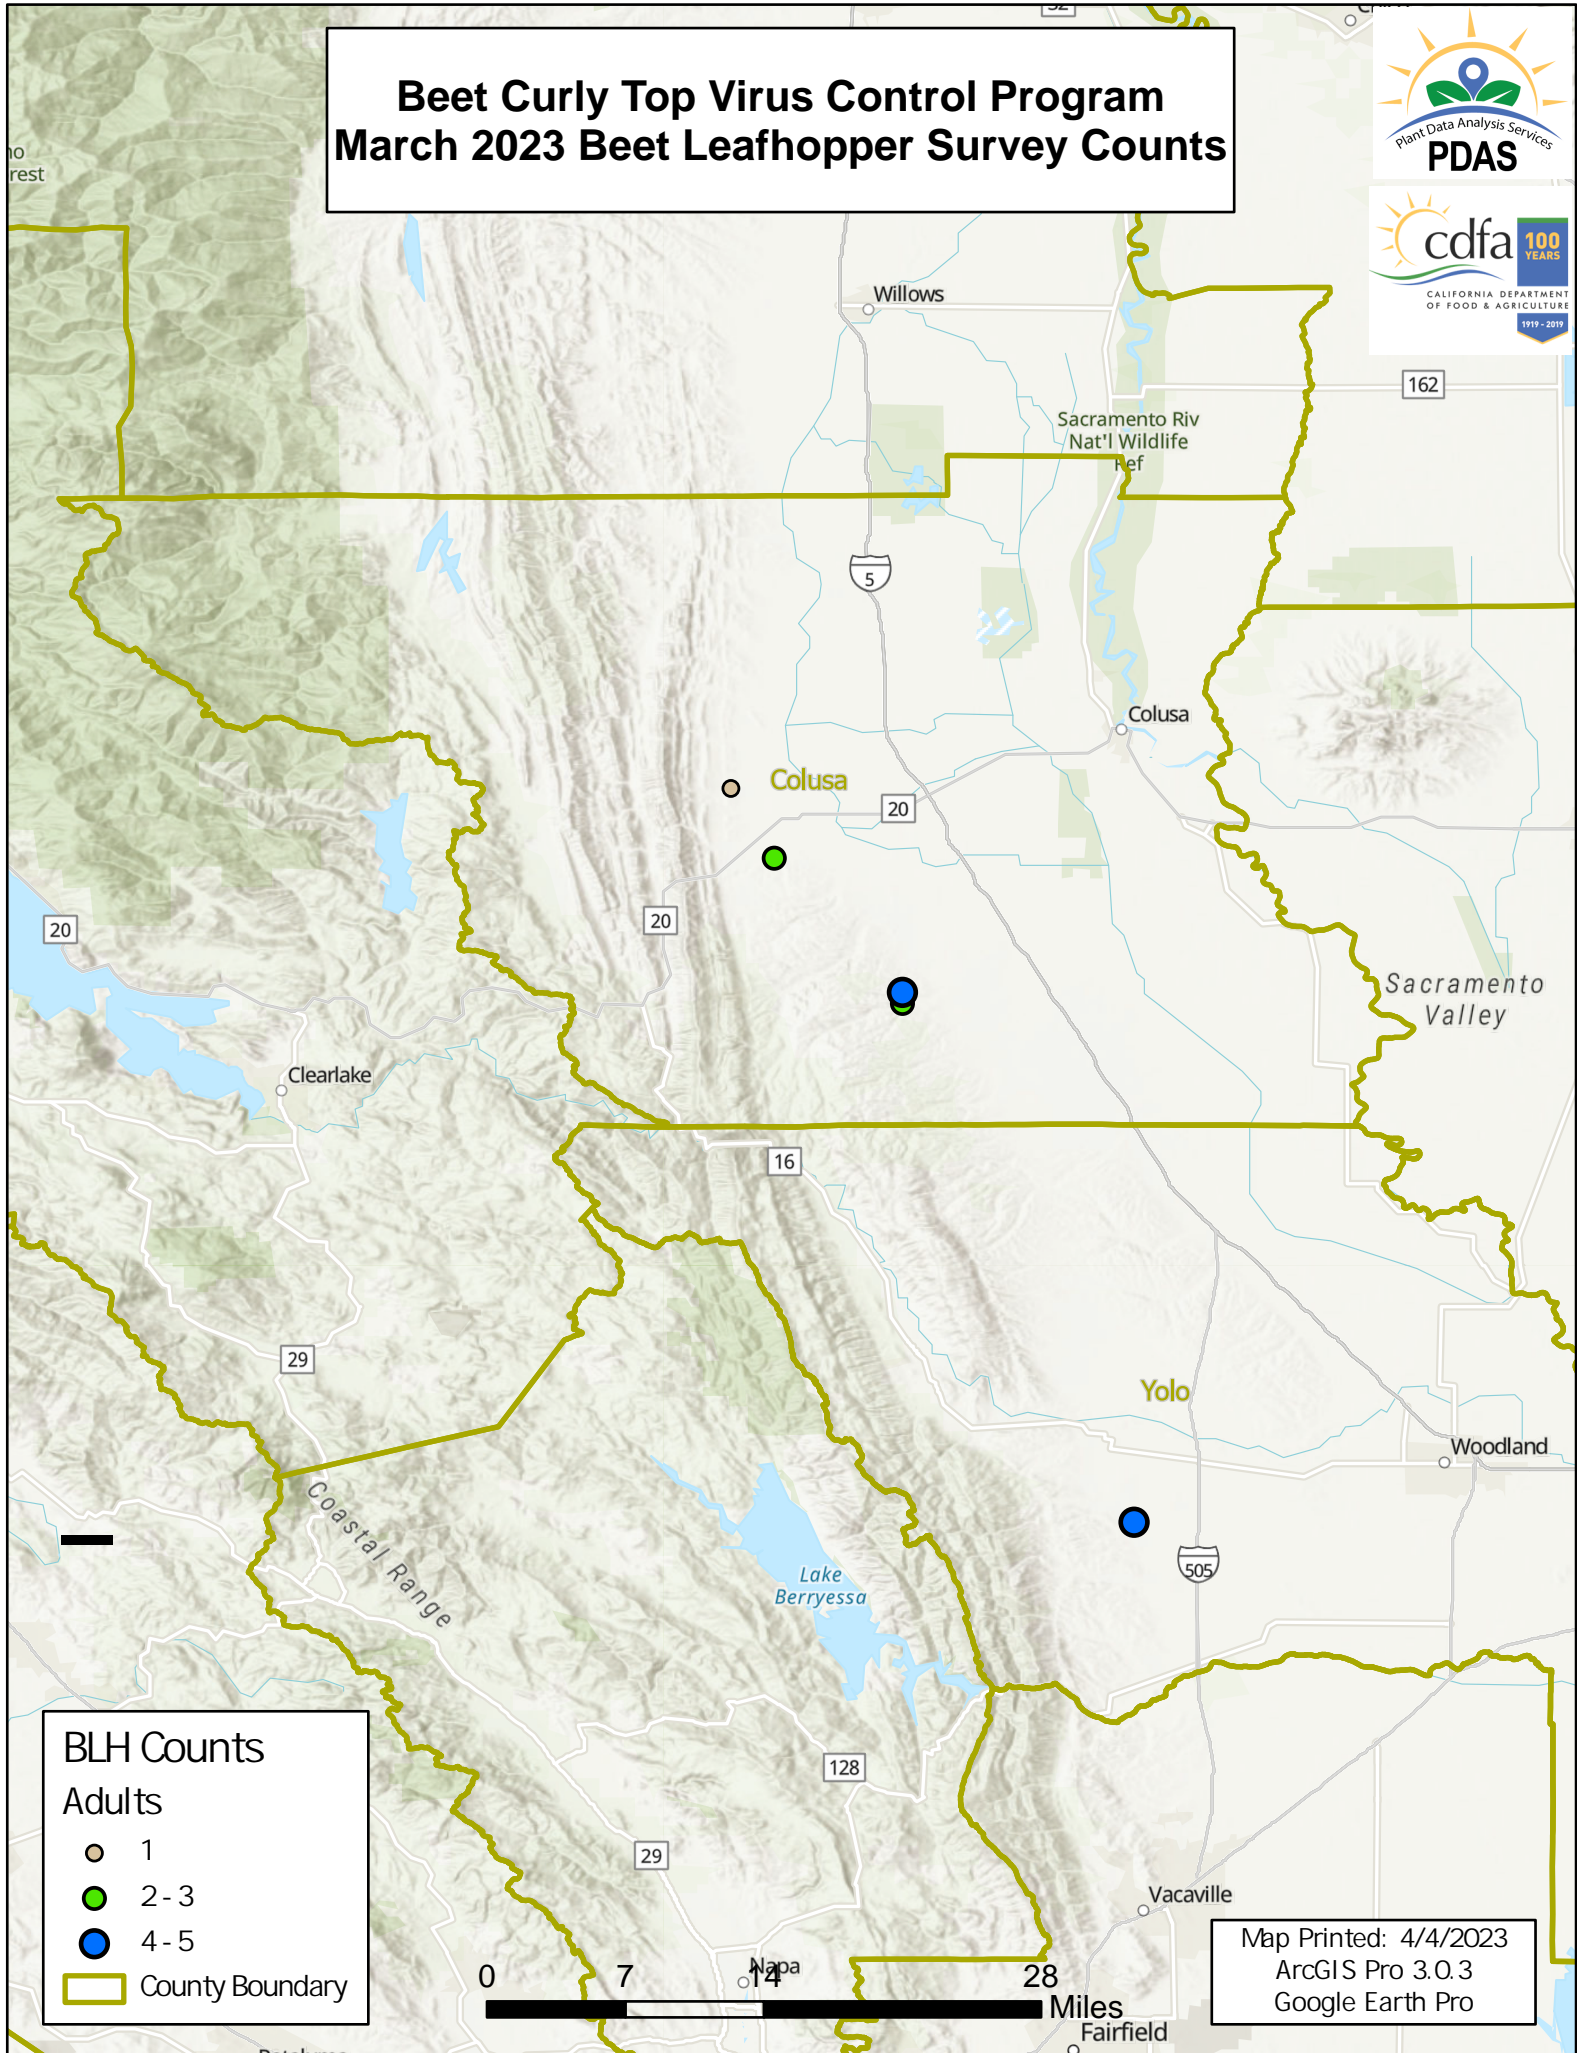 Beet Curly Top Virus Control Program
March 2023 Beet Leafhopper Survey Counts
Plant Data Analysis Services
PDAS
cdfa
100
YEARS
CALIFORNIA DEPARTMENT
OF FOOD & AGRICULTURE
1919 - 2019
rest
Willows
162
Sacramento Riv
Nat'l Wildlife
Ref
5
Colusa
Colusa
20
20
20
Sacramento
Valley
Clearlake
16
29
Yolo
Woodland
Coastal Range
Lake
Berryessa
505
128
29
Vacaville
Napa
Fairfield
BLH Counts
Adults
1
2 - 3
4 - 5
County Boundary
0 7 14 28
Miles
Map Printed: 4/4/2023
ArcGIS Pro 3.0.3
Google Earth Pro